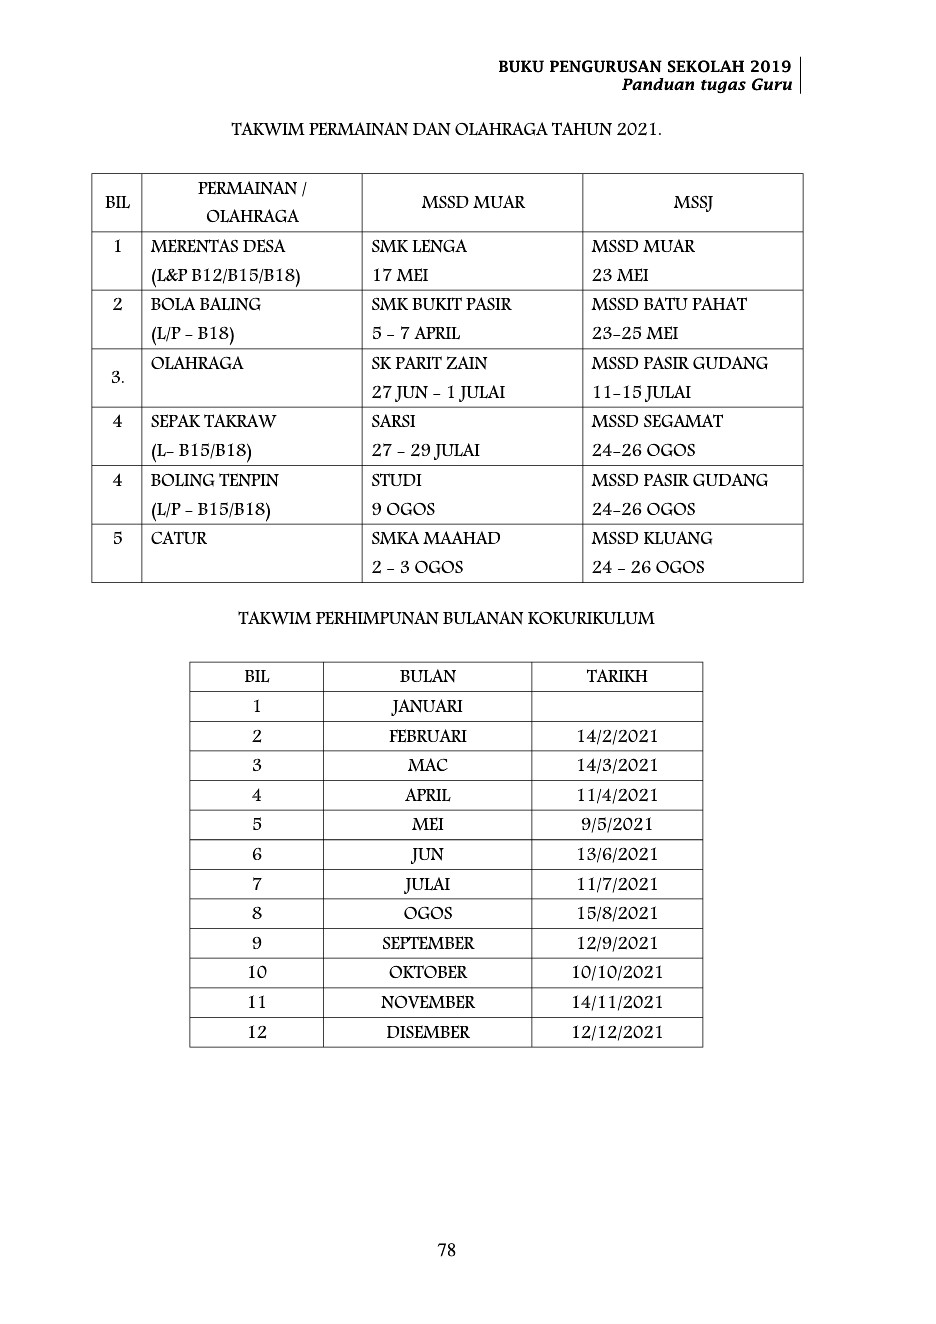 BUKU PENGURUSAN SEKOLAH 2019
Panduan tugas Guru
TAKWIM PERMAINAN DAN OLAHRAGA TAHUN 2021.
BIL PERMAINAN / OLAHRAGA MSSD MUAR MSSJ
1 MERENTAS DESA SMK LENGA MSSD MUAR
(L&P B12/B15/B18) 17 MEI 23 MEI
2 BOLA BALING SMK BUKIT PASIR MSSD BATU PAHAT
(L/P - B18) 5 - 7 APRIL 23-25 MEI
3. OLAHRAGA SK PARIT ZAIN MSSD PASIR GUDANG
27 JUN - 1 JULAI 11-15 JULAI
4 SEPAK TAKRAW SARSI MSSD SEGAMAT
(L- B15/B18) 27 - 29 JULAI 24-26 OGOS
4 BOLING TENPIN STUDI MSSD PASIR GUDANG
(L/P - B15/B18) 9 OGOS 24-26 OGOS
5 CATUR SMKA MAAHAD MSSD KLUANG
2 - 3 OGOS 24 - 26 OGOS
TAKWIM PERHIMPUNAN BULANAN KOKURIKULUM
BIL BULAN TARIKH
1 JANUARI
2 FEBRUARI 14/2/2021
3 MAC 14/3/2021
4 APRIL 11/4/2021
5 MEI 9/5/2021
6 JUN 13/6/2021
7 JULAI 11/7/2021
8 OGOS 15/8/2021
9 SEPTEMBER 12/9/2021
10 OKTOBER 10/10/2021
11 NOVEMBER 14/11/2021
12 DISEMBER 12/12/2021
78